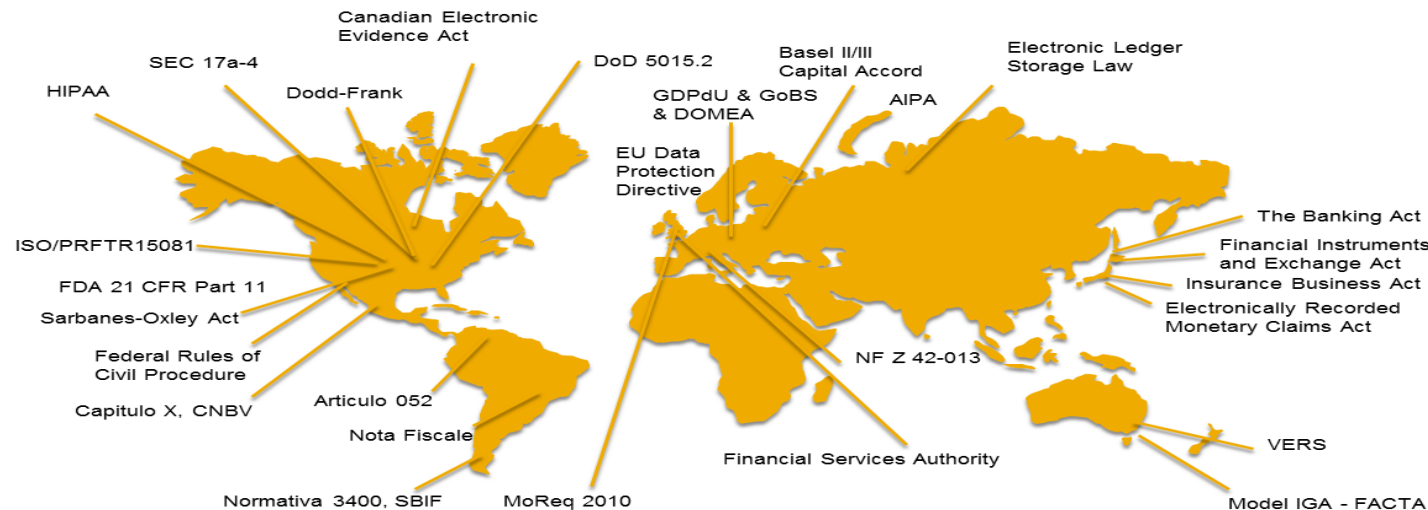 Canadian Electronic
Evidence Act
SEC 17a-4
DoD 5015.2
Basel II/III
Capital Accord
Electronic Ledger
Storage Law
HIPAA
Dodd-Frank
GDPdU & GoBS
& DOMEA
AIPA
EU Data
Protection
Directive
ISO/PRFTR15081
FDA 21 CFR Part 11
Sarbanes-Oxley Act
Federal Rules of
Civil Procedure
Capitulo X, CNBV
Articulo 052
Nota Fiscale
Normativa 3400, SBIF
MoReq 2010
Financial Services Authority
NF Z 42-013
The Banking Act
Financial Instruments
and Exchange Act
Insurance Business Act
Electronically Recorded
Monetary Claims Act
VERS
Model IGA - FACTA